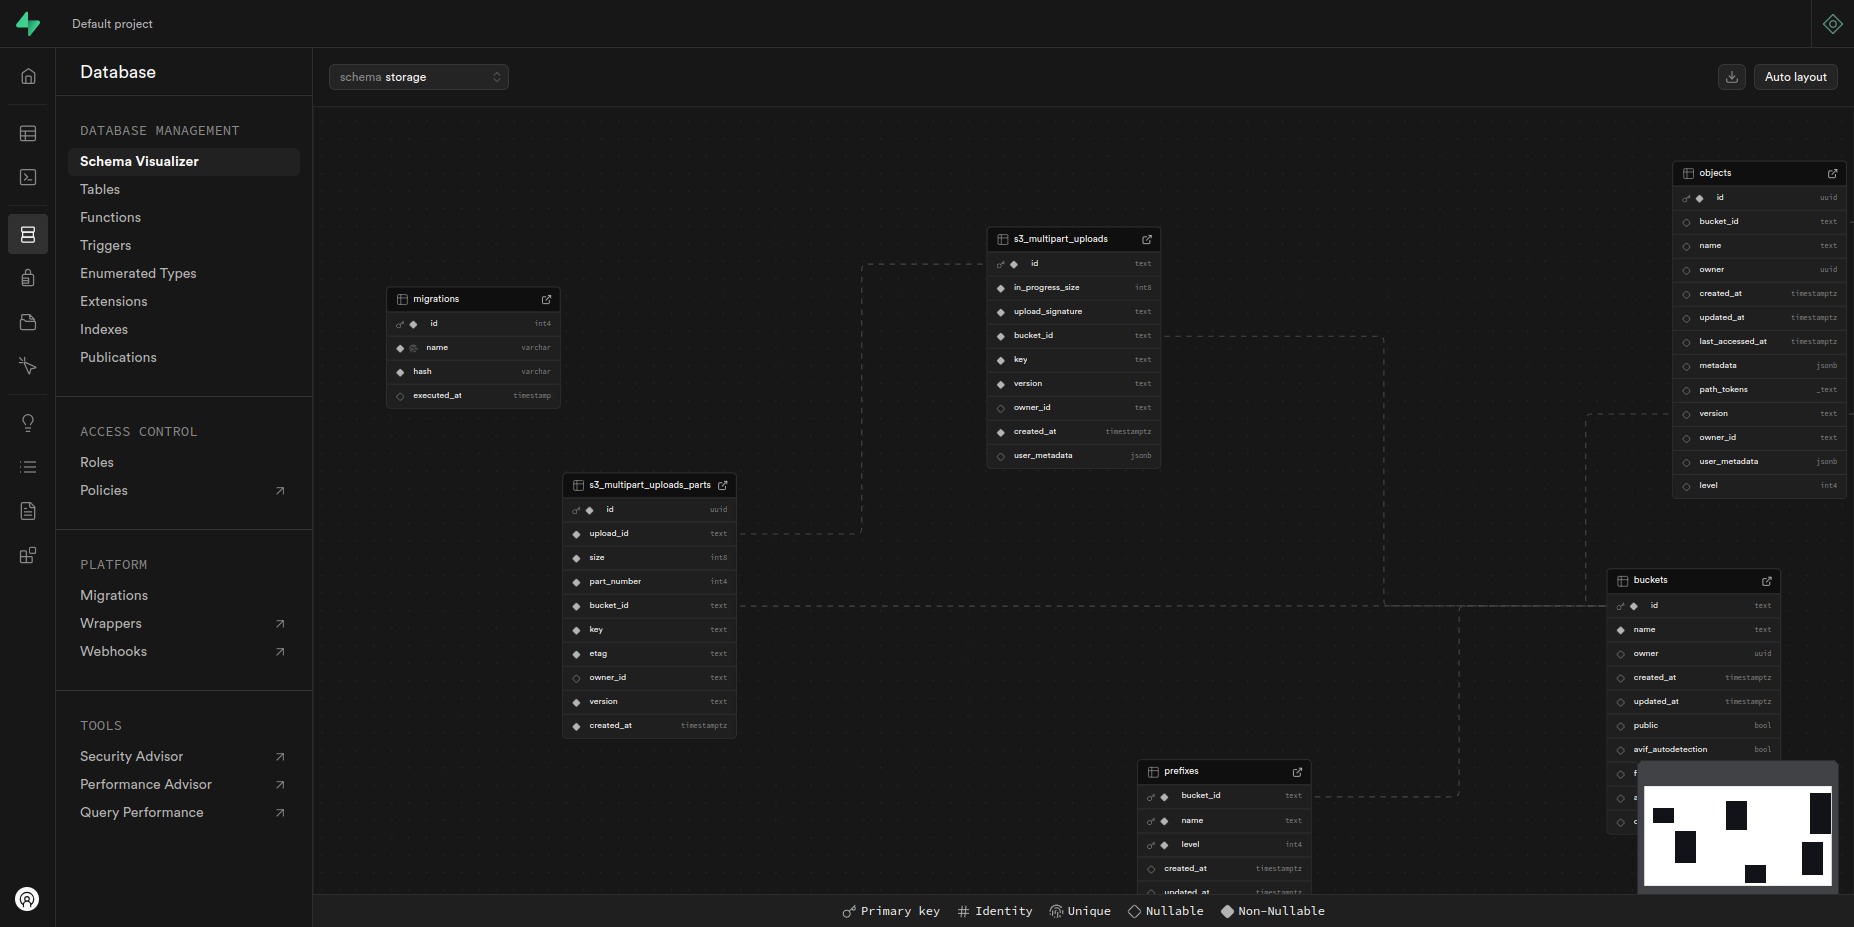 Default project
Database
schema storage
Auto layout
DATABASE MANAGEMENT
Schema Visualizer
Tables
Functions
Triggers
Enumerated Types
Extensions
Indexes
Publications
ACCESS CONTROL
Roles
Policies
PLATFORM
Migrations
Wrappers
Webhooks
TOOLS
Security Advisor
Performance Advisor
Query Performance
migrations
id int4
name varchar
hash varchar
executed_at timestamp
s3_multipart_uploads_parts
id uuid
upload_id text
size int8
part_number int4
bucket_id text
key text
etag text
owner_id text
version text
created_at timestamptz
s3_multipart_uploads
id text
in_progress_size int8
upload_signature text
bucket_id text
key text
version text
owner_id text
created_at timestamptz
user_metadata jsonb
prefixes
bucket_id text
name text
level int4
created_at timestamptz
updated_at timestamptz
objects
id uuid
bucket_id text
name text
owner uuid
created_at timestamptz
updated_at timestamptz
last_accessed_at timestamptz
metadata jsonb
path_tokens _text
version text
owner_id text
user_metadata jsonb
level int4
buckets
id text
name text
owner uuid
created_at timestamptz
updated_at timestamptz
public bool
avif_autodetection bool
Primary key
Identity
Unique
Nullable
Non-Nullable